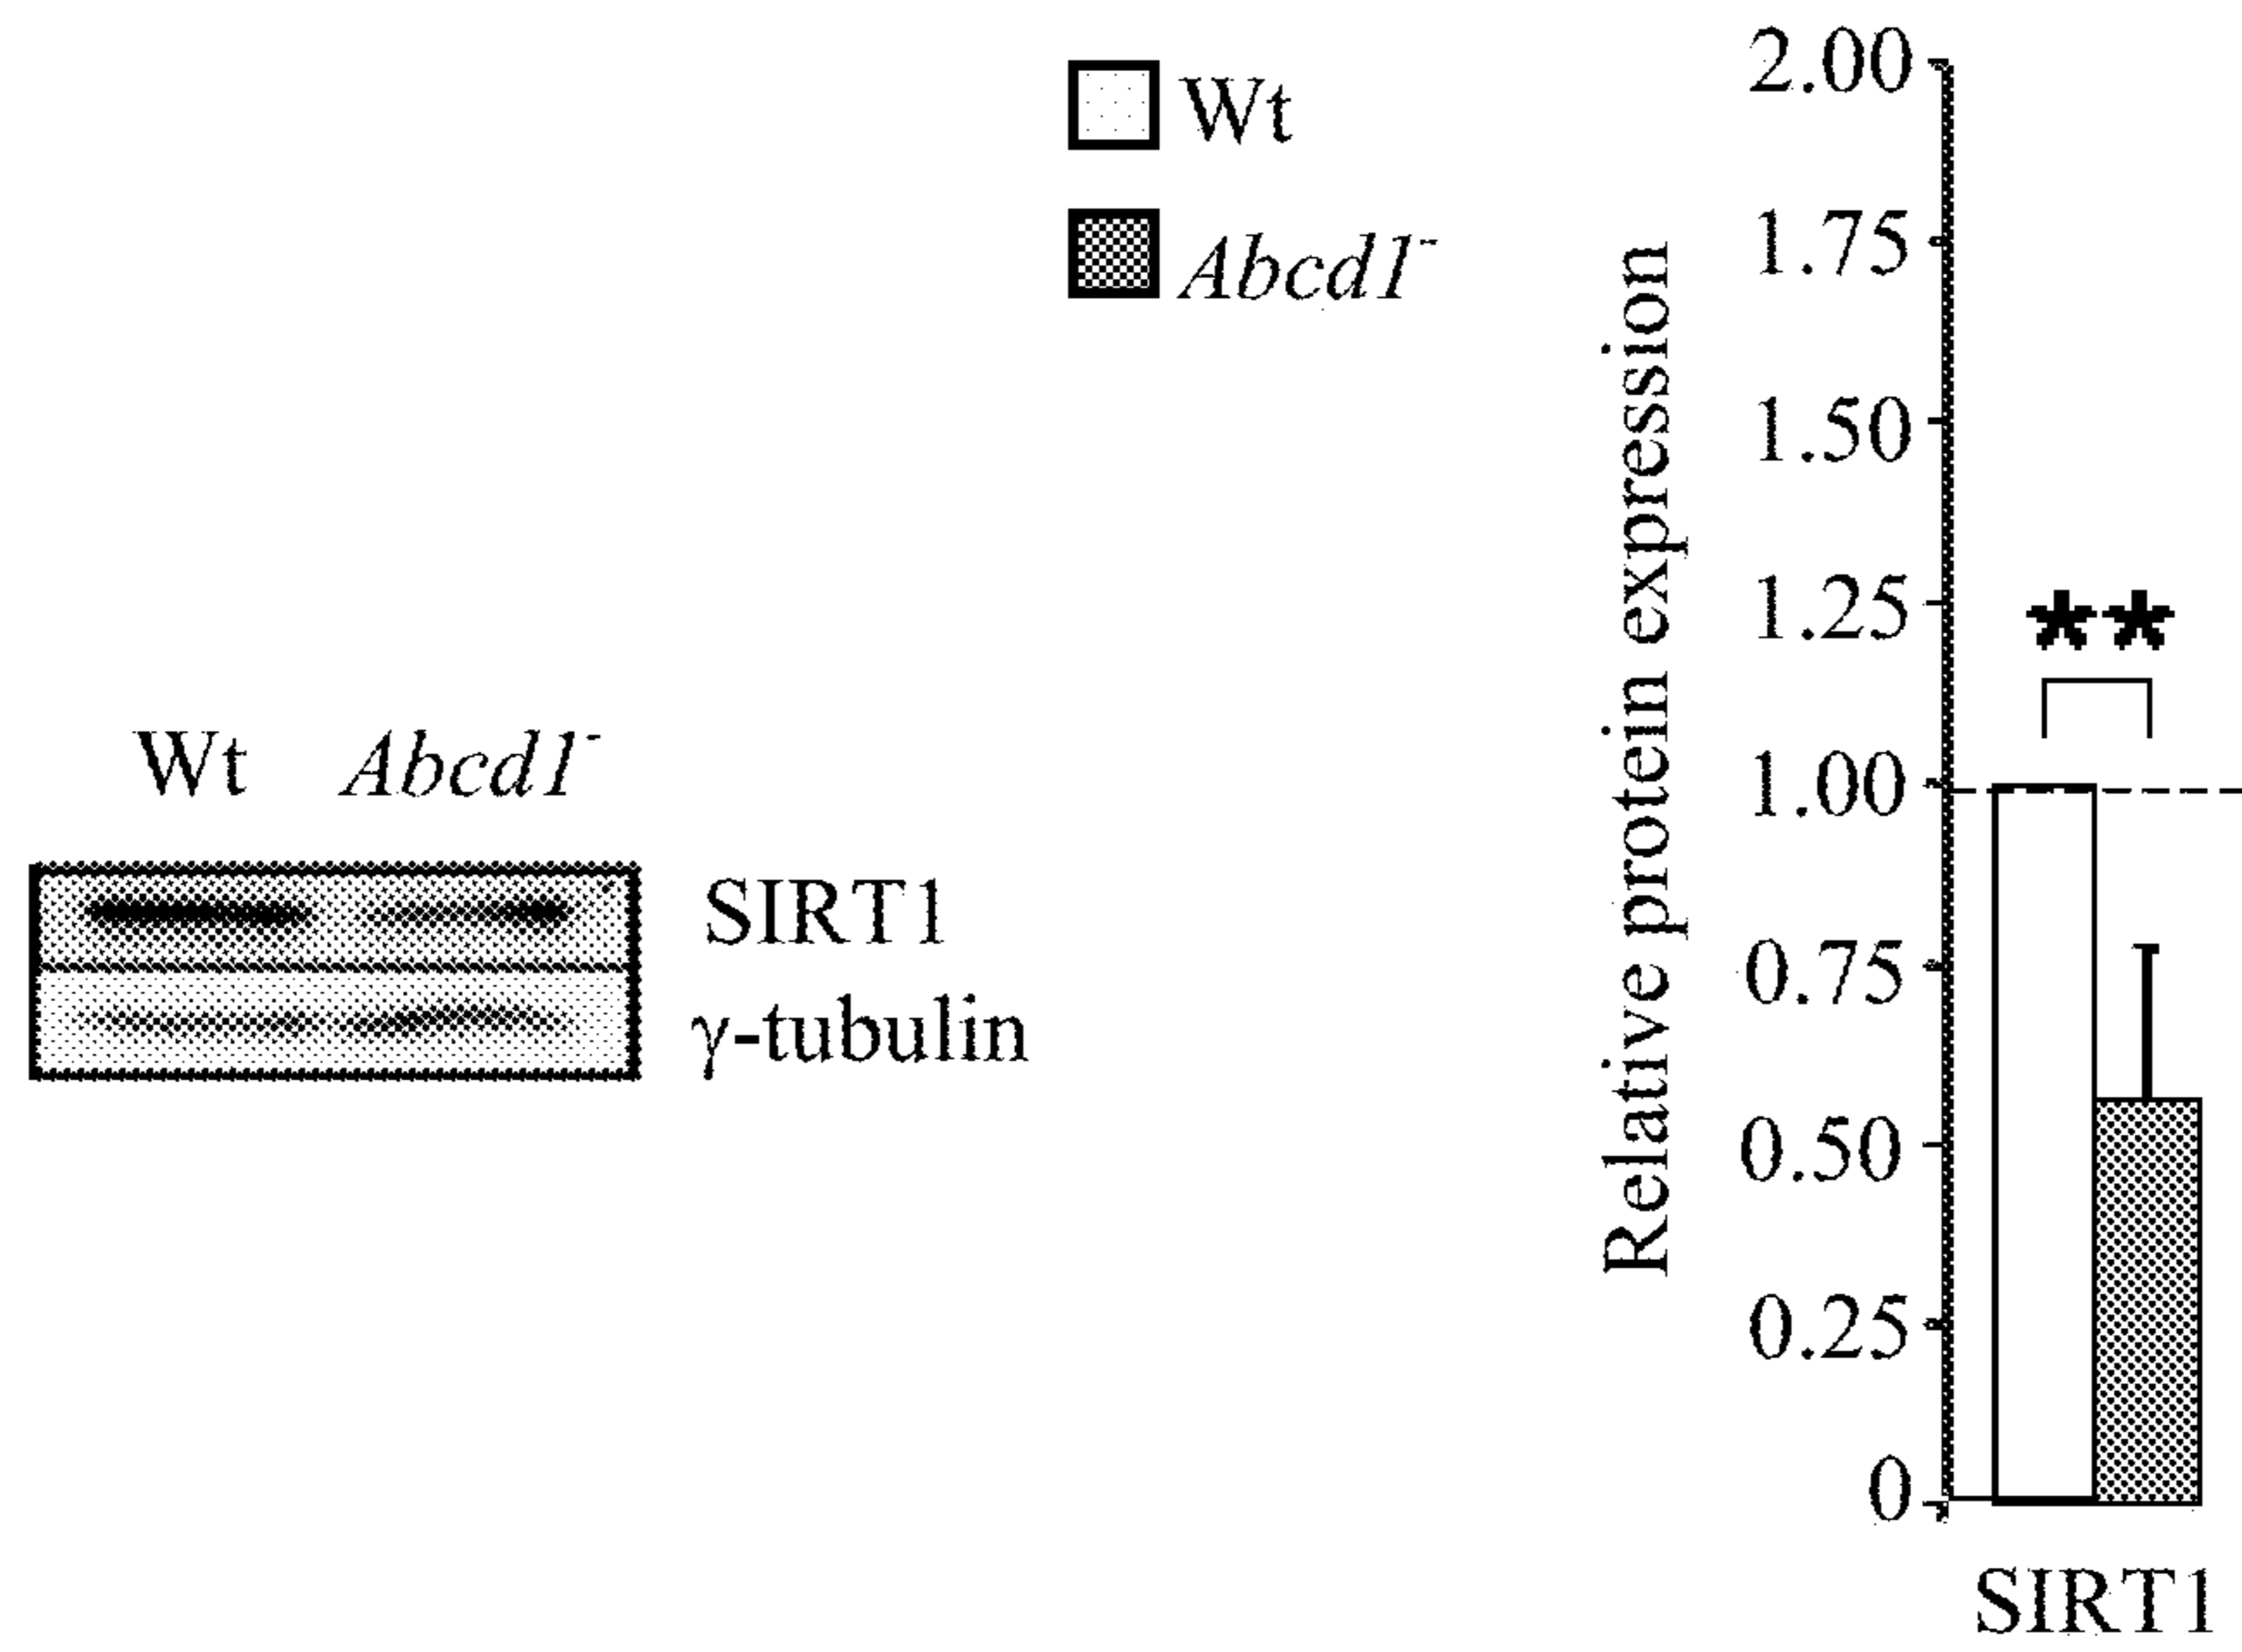 Wt
Abcd1⁻
Wt Abcd1⁻
SIRT1
γ-tubulin
Relative protein expression
2.00
1.75
1.50
1.25
1.00
0.75
0.50
0.25
0
**
SIRT1